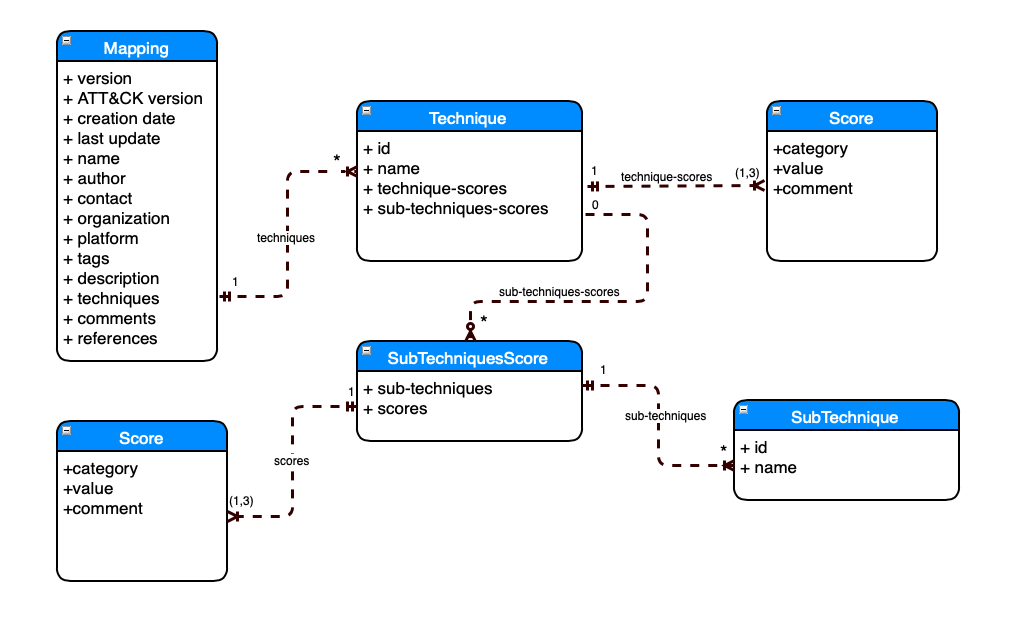 Mapping
+ version
+ ATT&CK version
+ creation date
+ last update
+ name
+ author
+ contact
+ organization
+ platform
+ tags
+ description
+ techniques
+ comments
+ references
1
techniques
*
Technique
+ id
+ name
+ technique-scores
+ sub-techniques-scores
1
technique-scores
(1,3)
0
Score
+category
+value
+comment
sub-techniques-scores
*
SubTechniquesScore
+ sub-techniques
+ scores
1
scores
(1,3)
1
sub-techniques
*
Score
+category
+value
+comment
SubTechnique
+ id
+ name